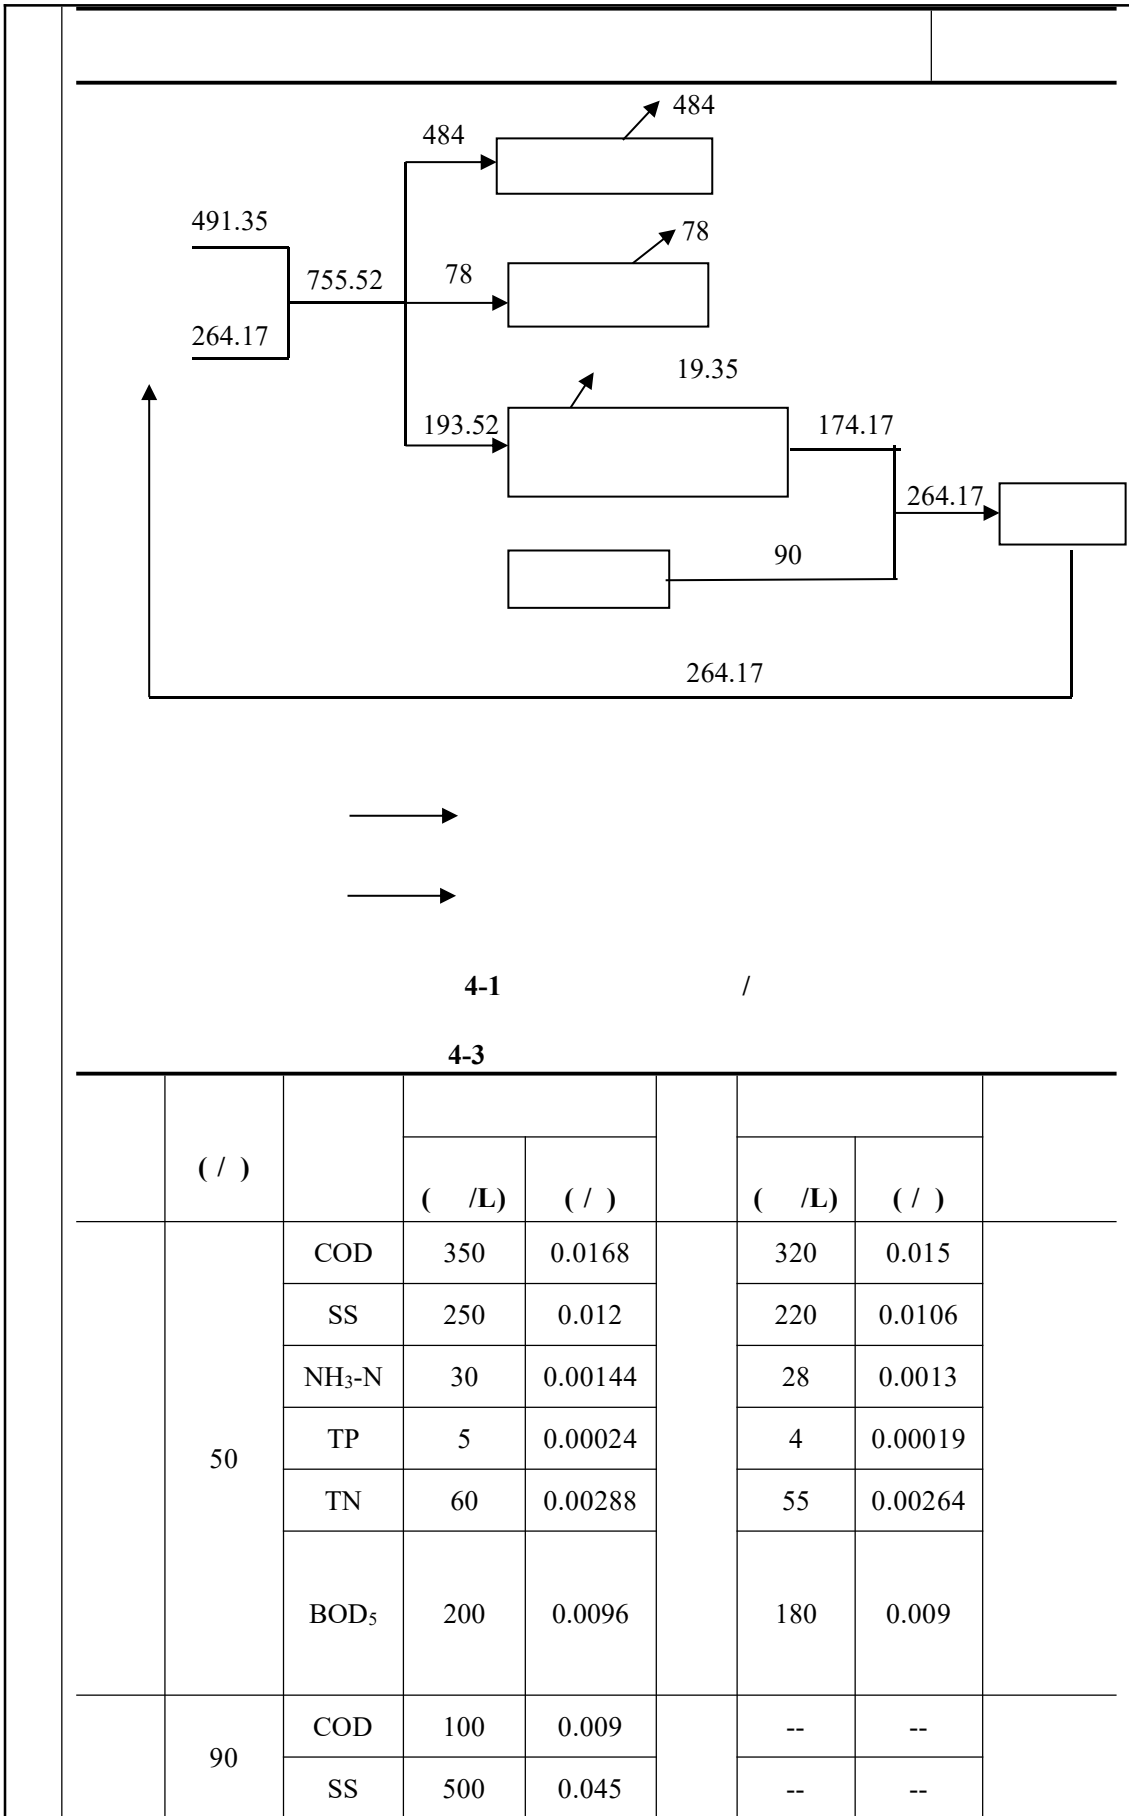 484
484
491.35
78
755.52
78
264.17
19.35
193.52
174.17
264.17
90
264.17
4-1 /
4-3
( / )
( /L) ( / ) ( /L) ( / )
COD 350 0.0168 320 0.015
SS 250 0.012 220 0.0106
NH₃-N 30 0.00144 28 0.0013
50 TP 5 0.00024 4 0.00019
TN 60 0.00288 55 0.00264
BOD₅ 200 0.0096 180 0.009
90 COD 100 0.009 -- --
SS 500 0.045 -- --